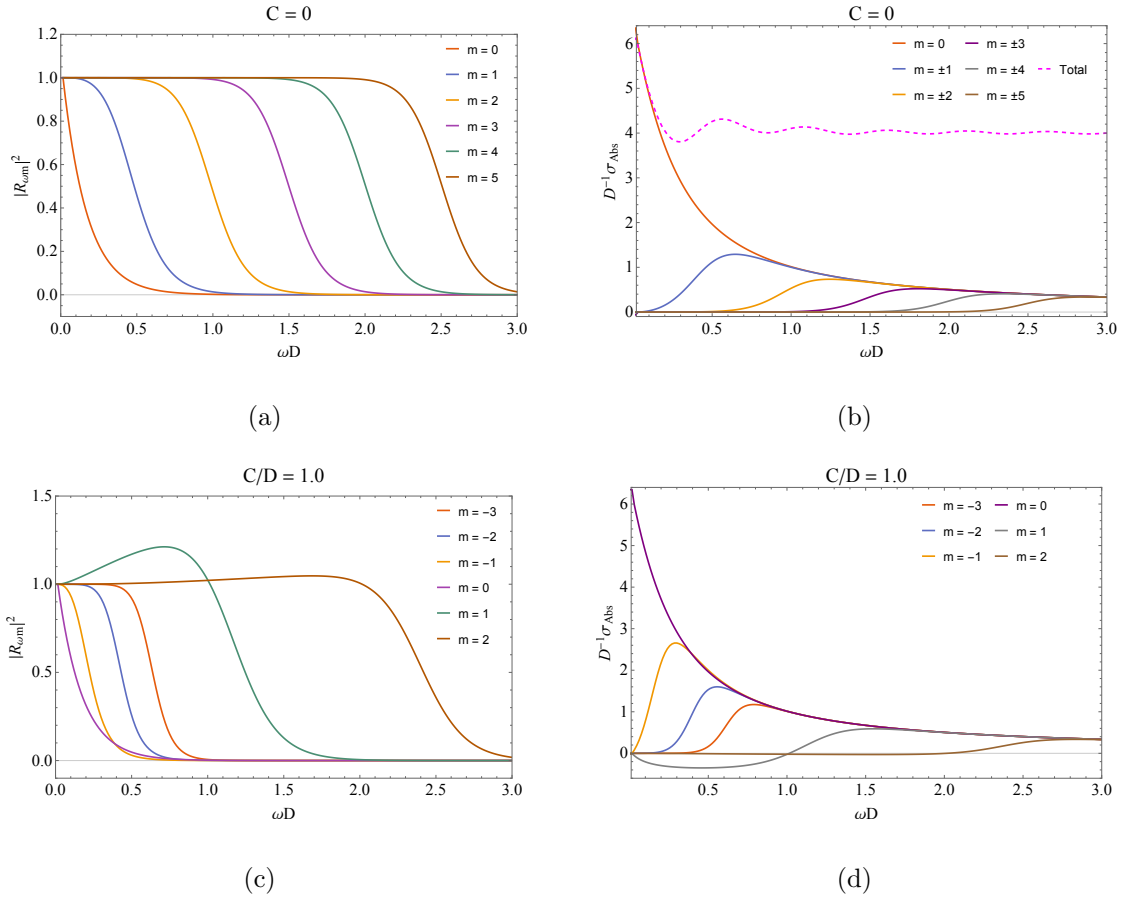 C = 0
1.2
1.0
0.8
0.6
0.4
0.2
0.0
|R_ωm|²
m = 0
m = 1
m = 2
m = 3
m = 4
m = 5
0.0 0.5 1.0 1.5 2.0 2.5 3.0
ωD
(a)
C = 0
6
5
4
3
2
1
0
D⁻¹σ_Abs
m = 0 m = ±3
m = ±1 m = ±4 Total
m = ±2 m = ±5
0.5 1.0 1.5 2.0 2.5 3.0
ωD
(b)
C/D = 1.0
1.5
1.0
0.5
0.0
|R_ωm|²
m = −3
m = −2
m = −1
m = 0
m = 1
m = 2
0.0 0.5 1.0 1.5 2.0 2.5 3.0
ωD
(c)
C/D = 1.0
6
5
4
3
2
1
0
D⁻¹σ_Abs
m = −3 m = 0
m = −2 m = 1
m = −1 m = 2
0.5 1.0 1.5 2.0 2.5 3.0
ωD
(d)